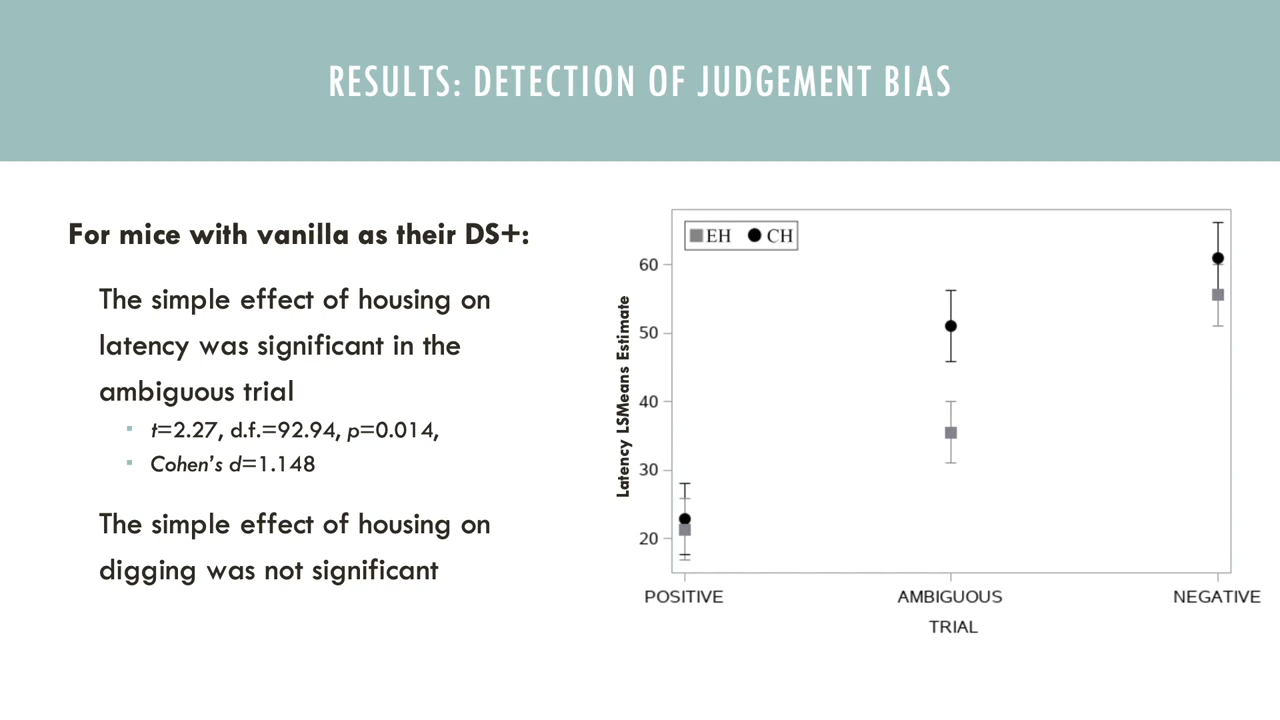 RESULTS: DETECTION OF JUDGEMENT BIAS
For mice with vanilla as their DS+:
The simple effect of housing on
latency was significant in the
ambiguous trial
▪ t=2.27, d.f.=92.94, p=0.014,
▪ Cohen's d=1.148
The simple effect of housing on
digging was not significant
EH CH
Latency LSMeans Estimate
60
50
40
30
20
POSITIVE AMBIGUOUS NEGATIVE
TRIAL